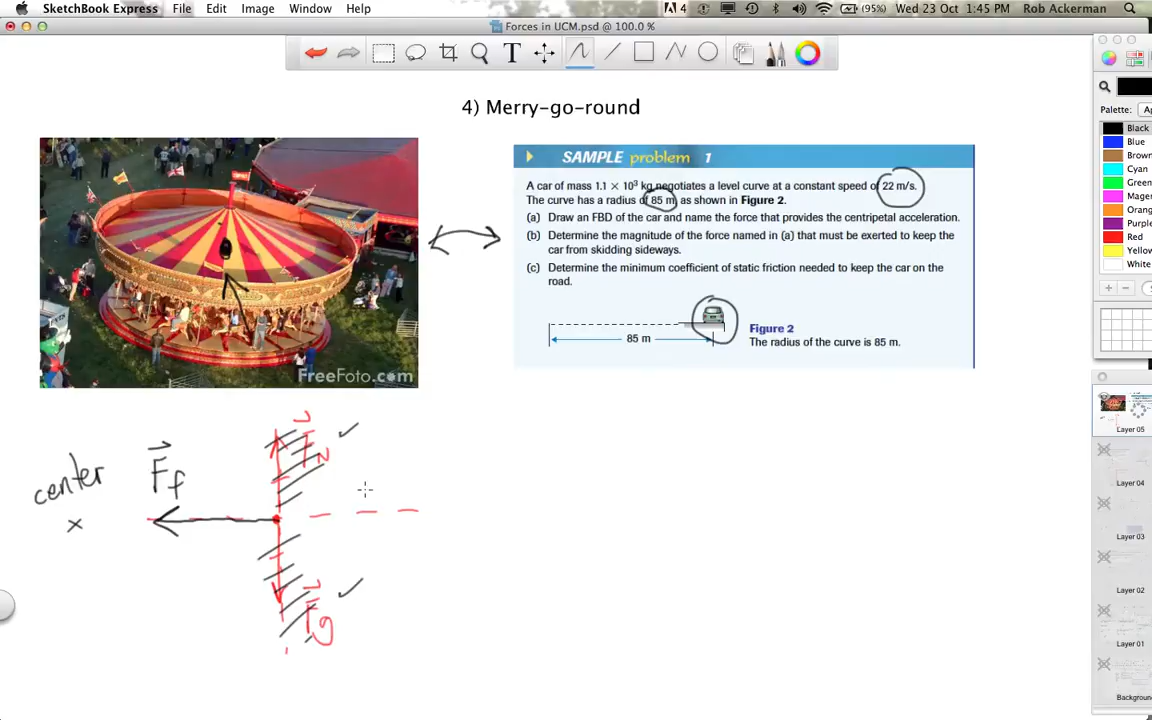 SketchBook Express File Edit Image Window Help 4 (95%) Wed 23 Oct 1:45 PM Rob Ackerman
Forces in UCM.psd @ 100.0 %
T
4) Merry-go-round
SAMPLE problem 1
A car of mass 1.1 × 10³ kg negotiates a level curve at a constant speed of 22 m/s.
The curve has a radius of 85 m, as shown in Figure 2.
(a) Draw an FBD of the car and name the force that provides the centripetal acceleration.
(b) Determine the magnitude of the force named in (a) that must be exerted to keep the
car from skidding sideways.
(c) Determine the minimum coefficient of static friction needed to keep the car on the
road.
85 m
Figure 2
The radius of the curve is 85 m.
FreeFoto.com
center
F f
F N
F g
Palette:
Black
Blue
Brown
Cyan
Green
Mage
Orang
Purple
Red
Yellow
White
Layer 05
Layer 04
Layer 03
Layer 02
Layer 01
Background